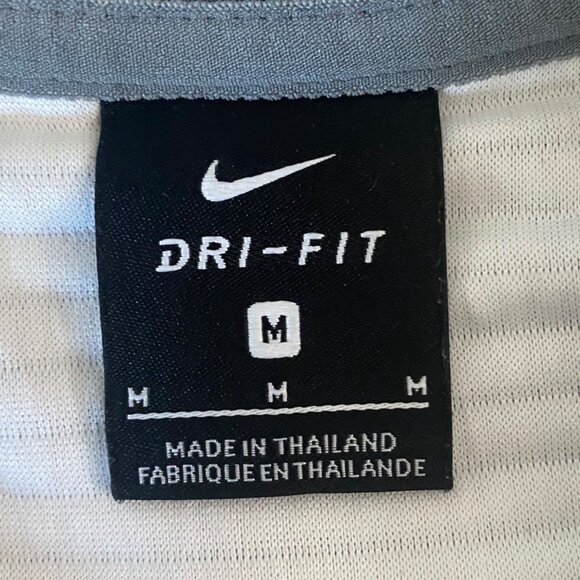 DRI-FIT
M
M M M
MADE IN THAILAND
FABRIQUE EN THAILANDE